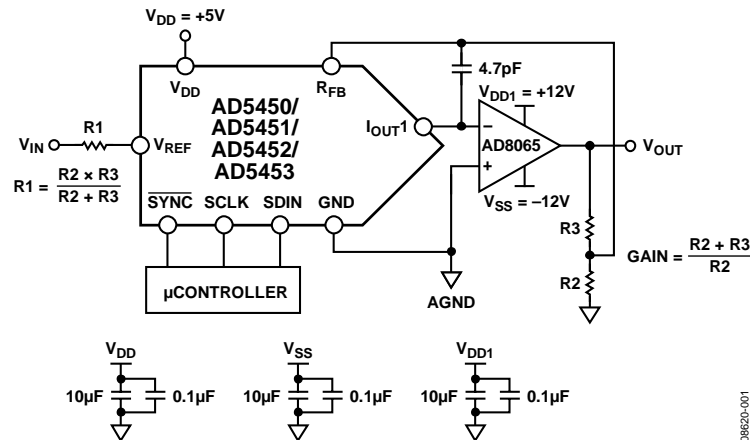 V_DD = +5V
V_DD
R_FB
4.7pF
V_DD1 = +12V
AD5450/
AD5451/
AD5452/
AD5453
I_OUT1
−
AD8065
+
V_OUT
V_IN
R1
V_REF
R1 = (R2 × R3)/(R2 + R3)
SYNC SCLK SDIN GND
V_SS = −12V
R3
GAIN = (R2 + R3)/R2
R2
µCONTROLLER
AGND
V_DD V_SS V_DD1
10µF 0.1µF 10µF 0.1µF 10µF 0.1µF
08620-001